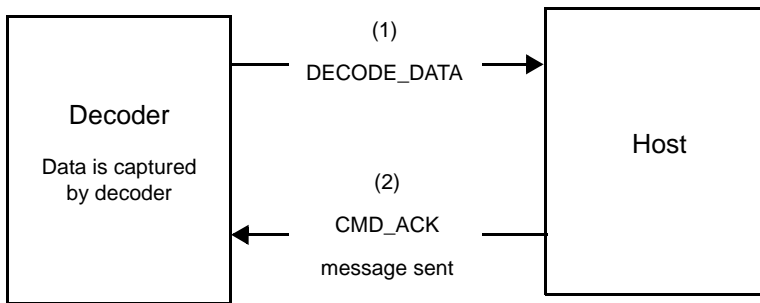 (1)
DECODE_DATA
Decoder
Data is captured
by decoder
Host
(2)
CMD_ACK
message sent